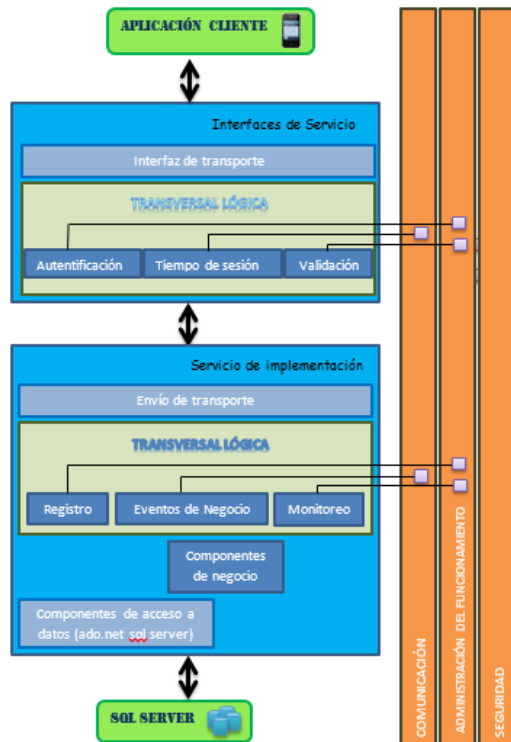 APLICACIÓN CLIENTE
Interfaces de Servicio
Interfaz de transporte
TRANSVERSAL LÓGICA
Autentificación
Tiempo de sesión
Validación
Servicio de implementación
Envío de transporte
TRANSVERSAL LÓGICA
Registro
Eventos de Negocio
Monitoreo
Componentes
de negocio
Componentes de acceso a
datos (ado.net sql server)
SQL SERVER
COMUNICACIÓN
ADMINISTRACIÓN DEL FUNCIONAMIENTO
SEGURIDAD